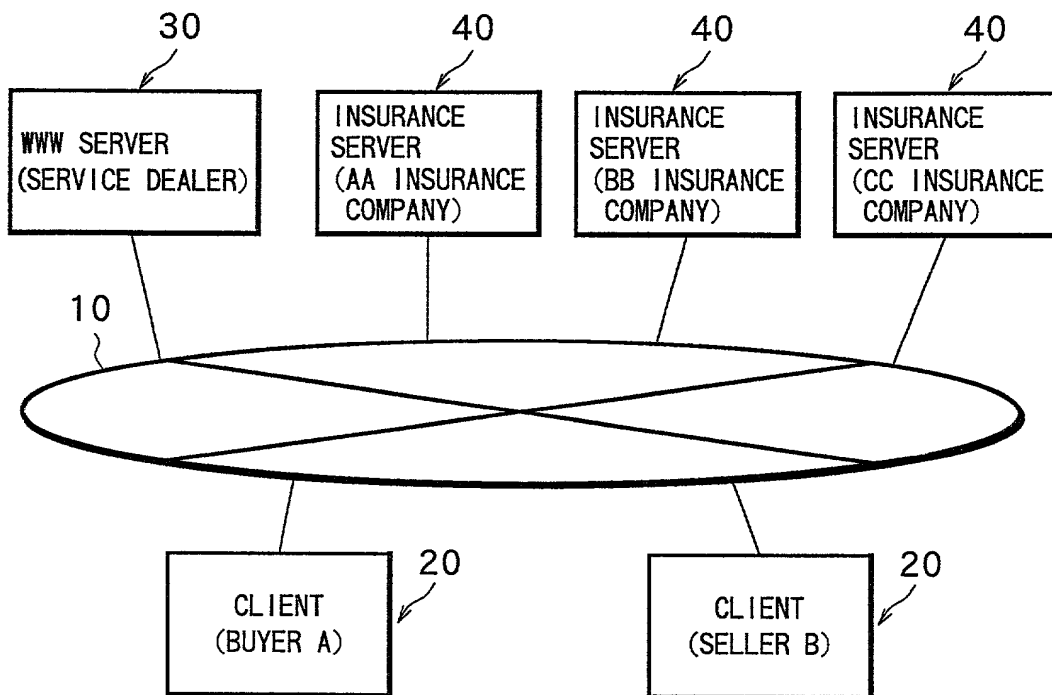 30
40
40
40
WWW SERVER
(SERVICE DEALER)
INSURANCE
SERVER
(AA INSURANCE
COMPANY)
INSURANCE
SERVER
(BB INSURANCE
COMPANY)
INSURANCE
SERVER
(CC INSURANCE
COMPANY)
10
20
CLIENT
(BUYER A)
20
CLIENT
(SELLER B)